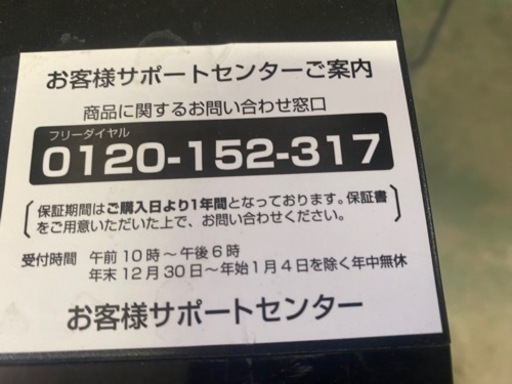 お客様サポートセンターご案内
商品に関するお問い合わせ窓口
フリーダイヤル
0120-152-317
保証期間はご購入日より1年間となっております。保証書
をご用意いただいた上で、お問い合わせください。
受付時間 午前10時～午後6時
年末12月30日～年始1月4日を除く年中無休
お客様サポートセンター